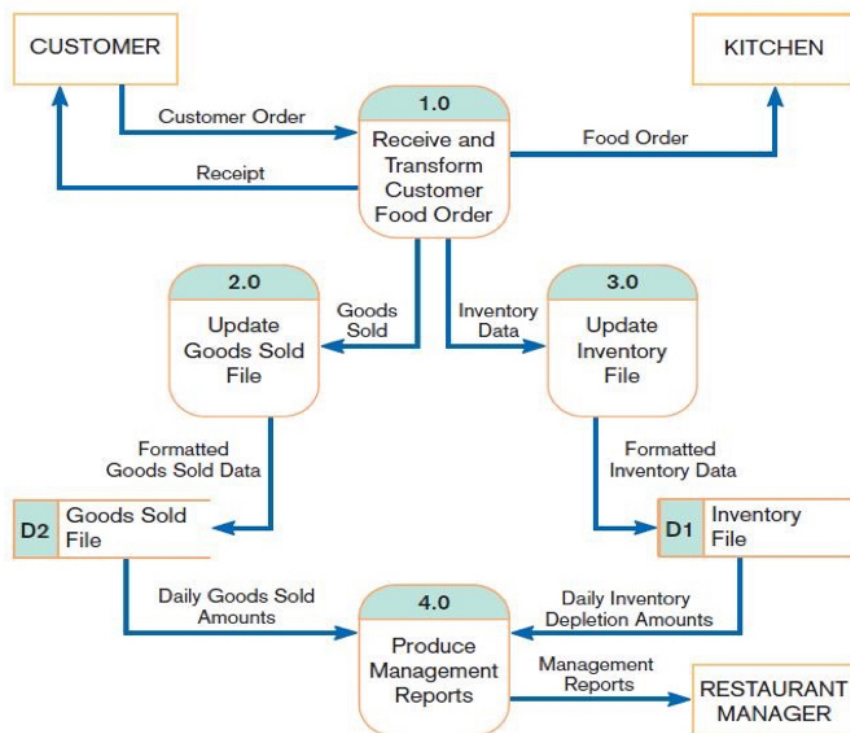 CUSTOMER
KITCHEN
1.0
Receive and
Transform
Customer
Food Order
Customer Order
Receipt
Food Order
2.0
Update
Goods Sold
File
Goods
Sold
Inventory
Data
3.0
Update
Inventory
File
Formatted
Goods Sold Data
Formatted
Inventory Data
D2
Goods Sold
File
D1
Inventory
File
Daily Goods Sold
Amounts
4.0
Produce
Management
Reports
Daily Inventory
Depletion Amounts
Management
Reports
RESTAURANT
MANAGER